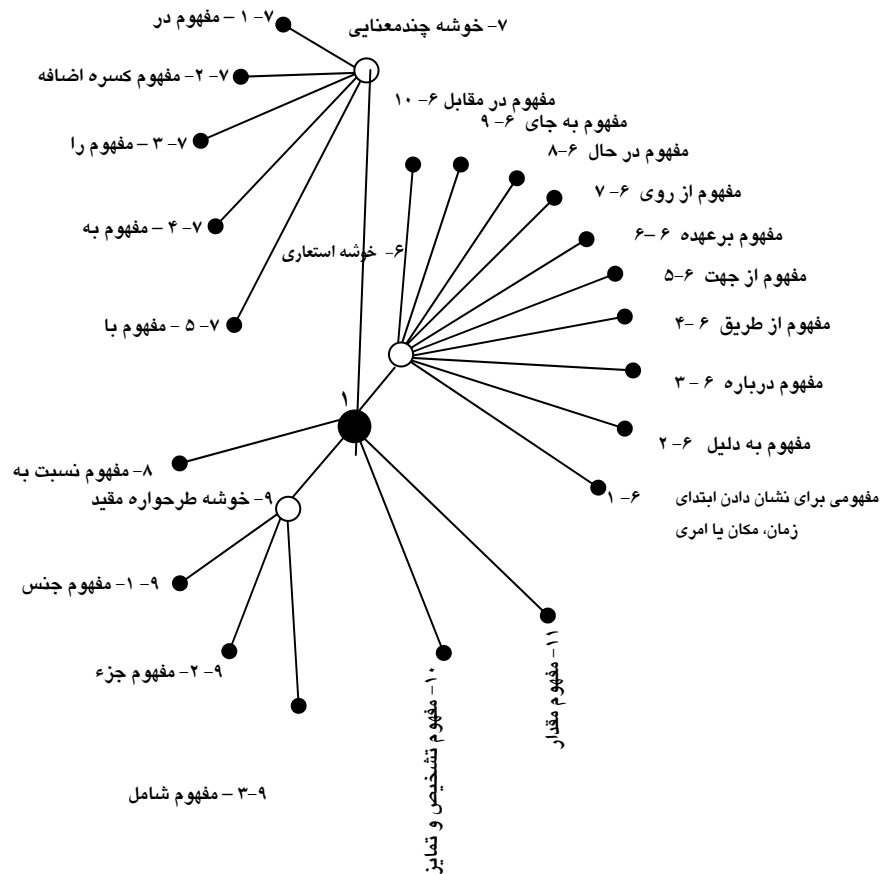 ۷- خوشه چندمعنایی
۷- ۱ – مفهوم در
۷- ۲- مفهوم کسره اضافه
۷- ۳ – مفهوم را
۷- ۴ – مفهوم به
۷- ۵ – مفهوم با
۶- خوشه استعاری
مفهوم در مقابل ۶- ۱۰
مفهوم به جای ۶- ۹
مفهوم در حال ۶-۸
مفهوم از روی ۶- ۷
مفهوم برعهده ۶ –۶
مفهوم از جهت ۶-۵
مفهوم از طریق ۶ -۴
مفهوم درباره ۶ – ۳
مفهوم به دلیل ۶- ۲
۶- ۱ مفهومی برای نشان دادن ابتدای
زمان، مکان یا امری
۱
۸- مفهوم نسبت به
۹- خوشه طرحواره مقید
۹- ۱- مفهوم جنس
۹- ۲- مفهوم جزء
۹-۳ – مفهوم شامل
۱۰- مفهوم تشخیص و تمایز
۱۱- مفهوم مقدار